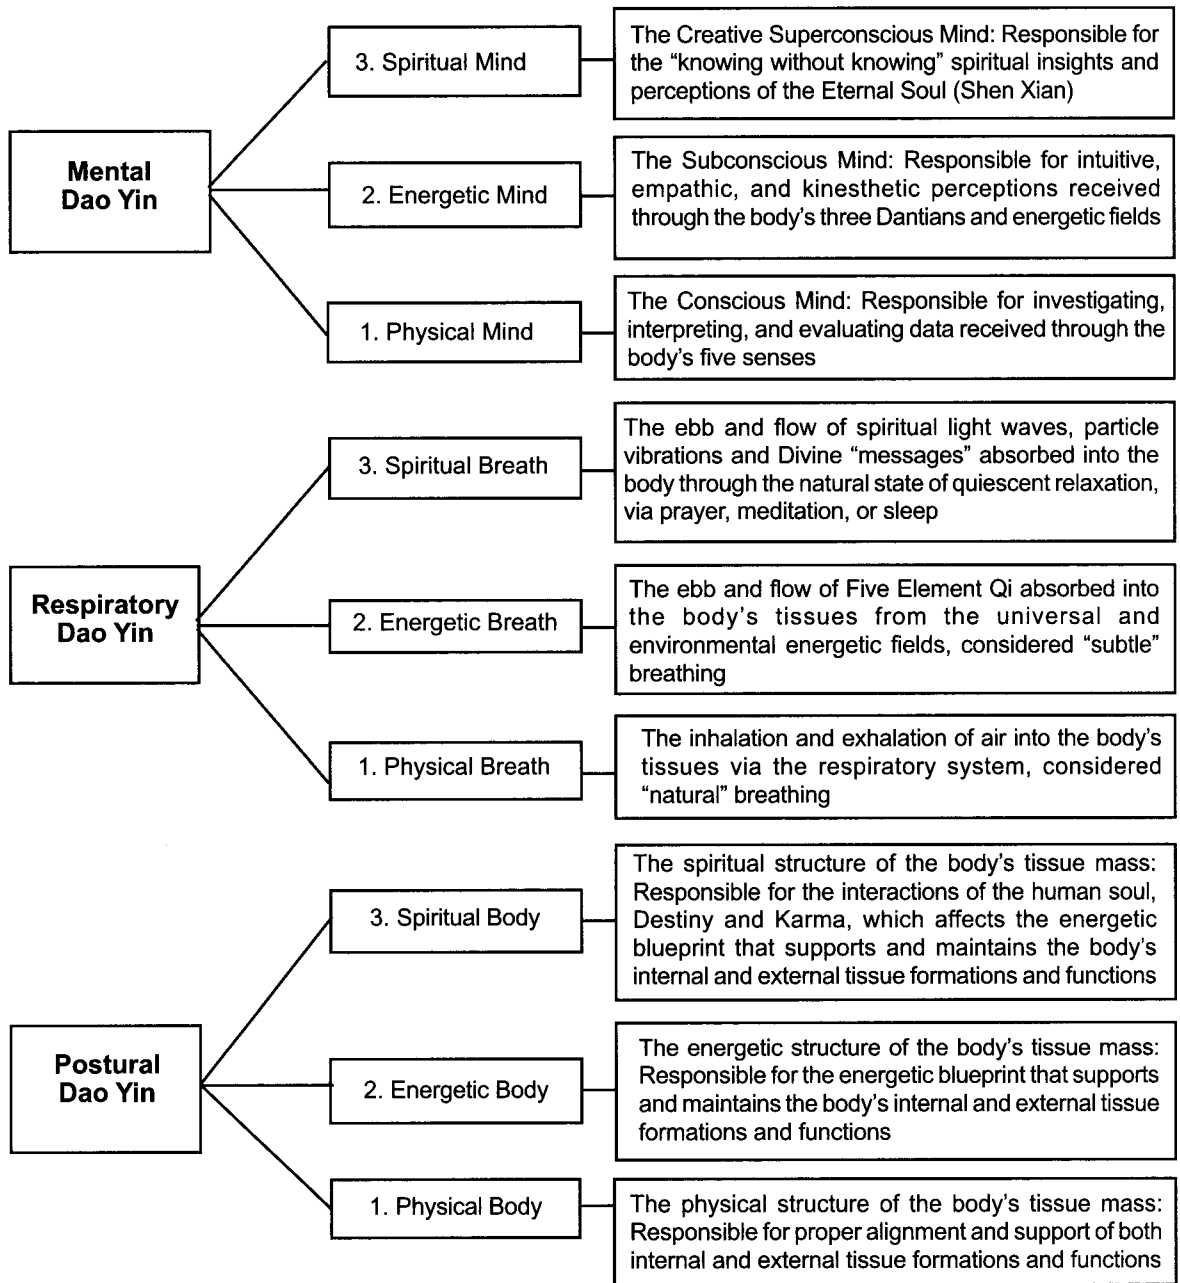 3. Spiritual Mind
The Creative Superconscious Mind: Responsible for
the “knowing without knowing” spiritual insights and
perceptions of the Eternal Soul (Shen Xian)
Mental
Dao Yin
2. Energetic Mind
The Subconscious Mind: Responsible for intuitive,
empathic, and kinesthetic perceptions received
through the body’s three Dantians and energetic fields
1. Physical Mind
The Conscious Mind: Responsible for investigating,
interpreting, and evaluating data received through the
body’s five senses
3. Spiritual Breath
The ebb and flow of spiritual light waves, particle
vibrations and Divine “messages” absorbed into the
body through the natural state of quiescent relaxation,
via prayer, meditation, or sleep
Respiratory
Dao Yin
2. Energetic Breath
The ebb and flow of Five Element Qi absorbed into
the body’s tissues from the universal and
environmental energetic fields, considered “subtle”
breathing
1. Physical Breath
The inhalation and exhalation of air into the body’s
tissues via the respiratory system, considered
“natural” breathing
3. Spiritual Body
The spiritual structure of the body’s tissue mass:
Responsible for the interactions of the human soul,
Destiny and Karma, which affects the energetic
blueprint that supports and maintains the body’s
internal and external tissue formations and functions
Postural
Dao Yin
2. Energetic Body
The energetic structure of the body’s tissue mass:
Responsible for the energetic blueprint that supports
and maintains the body’s internal and external tissue
formations and functions
1. Physical Body
The physical structure of the body’s tissue mass:
Responsible for proper alignment and support of both
internal and external tissue formations and functions